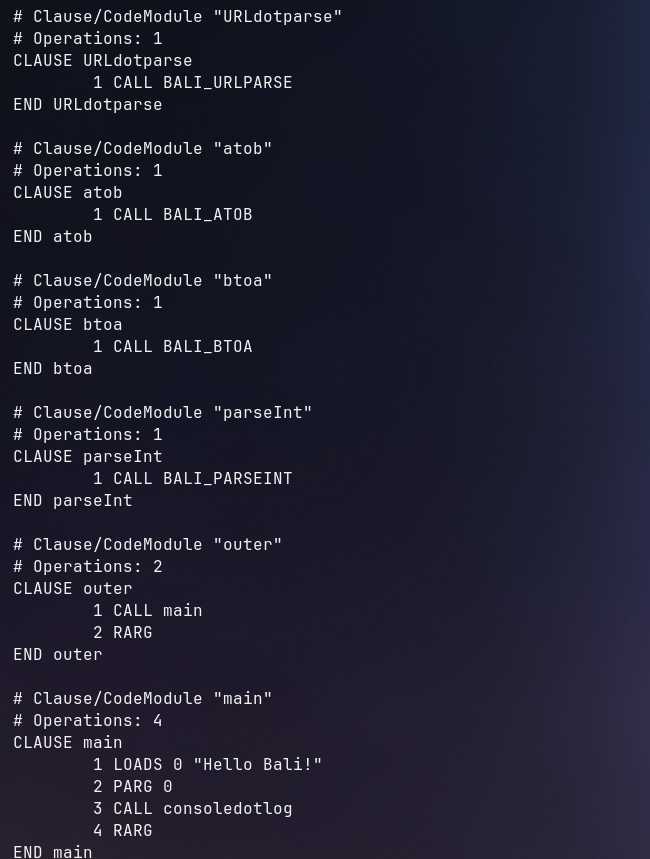 # Clause/CodeModule "URLdotparse"
# Operations: 1
CLAUSE URLdotparse
        1 CALL BALI_URLPARSE
END URLdotparse

# Clause/CodeModule "atob"
# Operations: 1
CLAUSE atob
        1 CALL BALI_ATOB
END atob

# Clause/CodeModule "btoa"
# Operations: 1
CLAUSE btoa
        1 CALL BALI_BTOA
END btoa

# Clause/CodeModule "parseInt"
# Operations: 1
CLAUSE parseInt
        1 CALL BALI_PARSEINT
END parseInt

# Clause/CodeModule "outer"
# Operations: 2
CLAUSE outer
        1 CALL main
        2 RARG
END outer

# Clause/CodeModule "main"
# Operations: 4
CLAUSE main
        1 LOADS 0 "Hello Bali!"
        2 PARG 0
        3 CALL consoledotlog
        4 RARG
END main